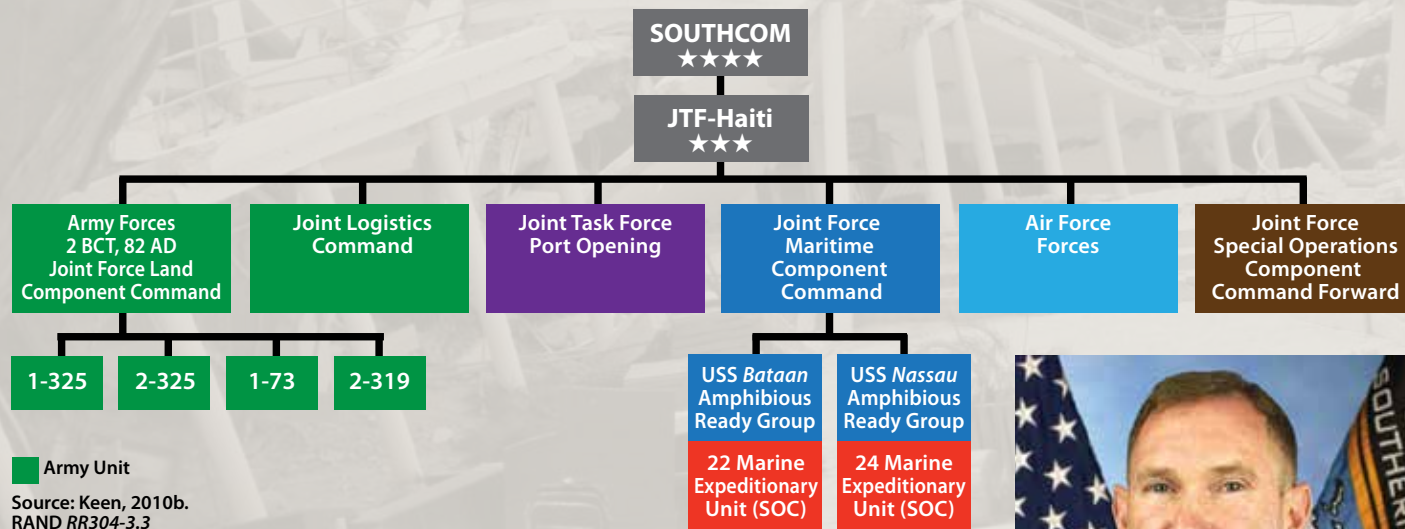 SOUTHCOM
★★★★
JTF-Haiti
★★★
Army Forces
2 BCT, 82 AD
Joint Force Land
Component Command
Joint Logistics
Command
Joint Task Force
Port Opening
Joint Force
Maritime
Component
Command
Air Force
Forces
Joint Force
Special Operations
Component
Command Forward
1-325
2-325
1-73
2-319
USS Bataan
Amphibious
Ready Group
USS Nassau
Amphibious
Ready Group
22 Marine
Expeditionary
Unit (SOC)
24 Marine
Expeditionary
Unit (SOC)
Army Unit
Source: Keen, 2010b.
RAND RR304-3.3
SOUTHER